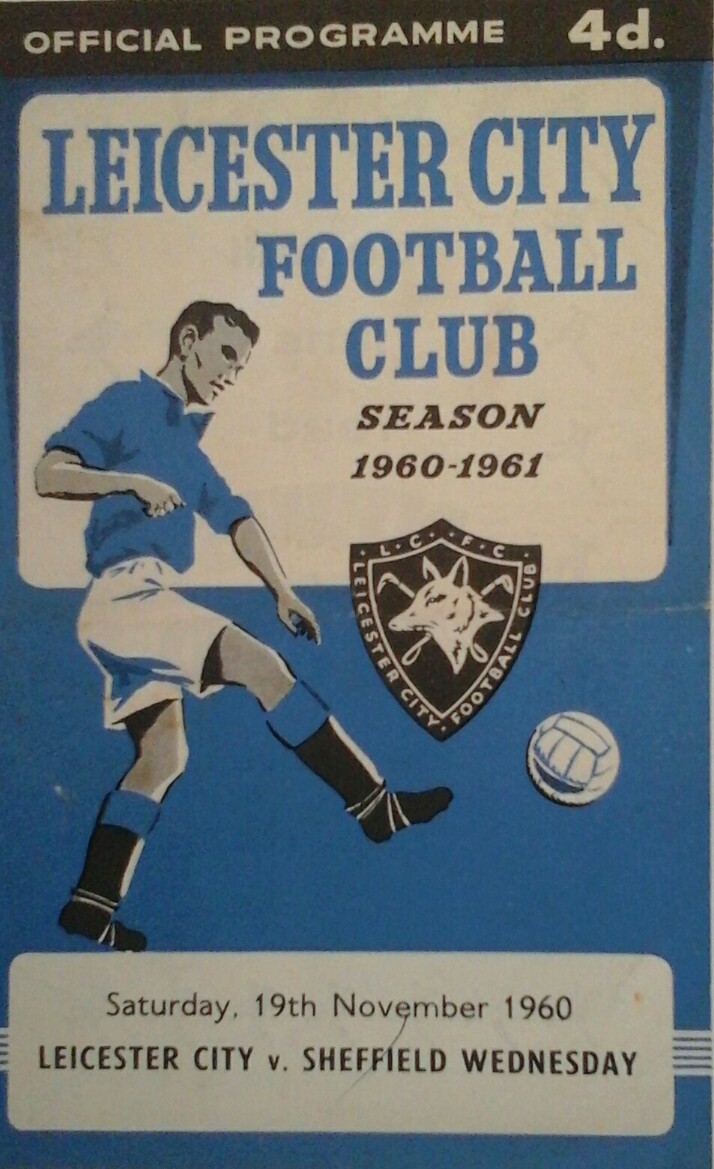 OFFICIAL PROGRAMME 4d.
LEICESTER CITY
FOOTBALL
CLUB
SEASON
1960-1961
L·C·F·C·
LEICESTER CITY FOOTBALL CLUB
Saturday, 19th November 1960
LEICESTER CITY v. SHEFFIELD WEDNESDAY